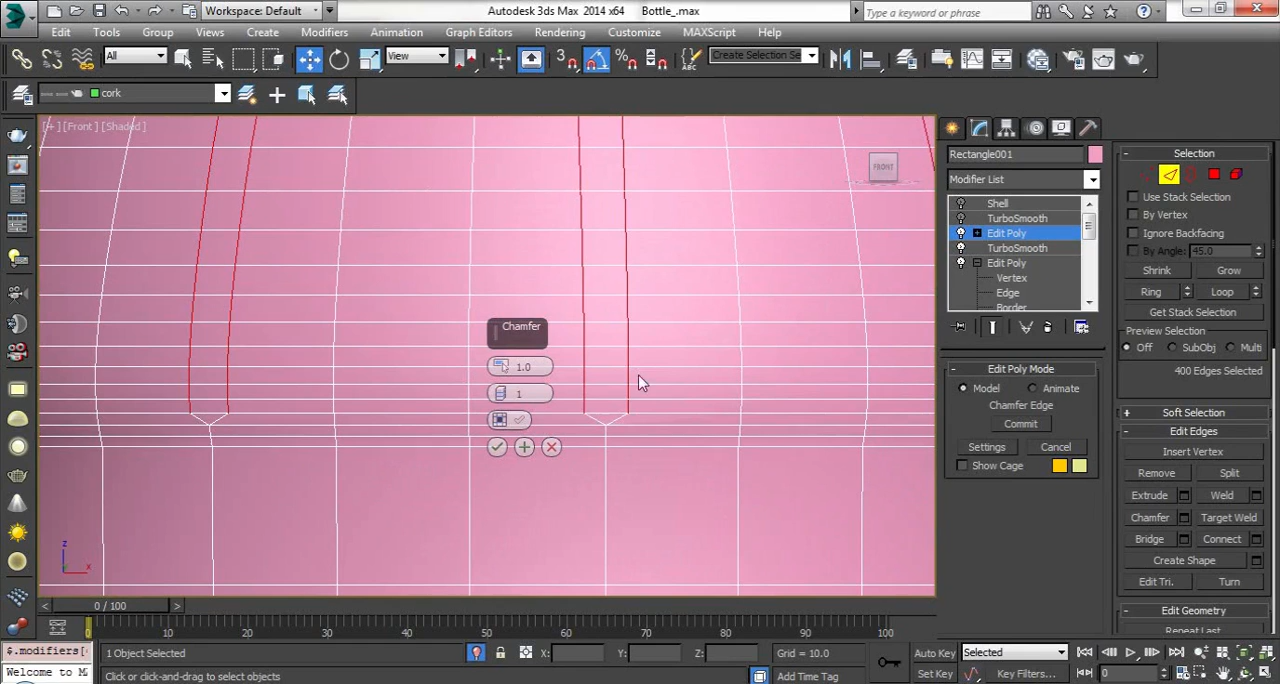 Workspace: Default
Autodesk 3ds Max 2014 x64
Bottle_.max
Type a keyword or phrase
Edit Tools Group Views Create Modifiers Animation Graph Editors Rendering Customize MAXScript Help
All
View
3
Create Selection Se
cork
[+] [Front] [Shaded]
FRONT
Rectangle001
Modifier List
Shell
TurboSmooth
Edit Poly
TurboSmooth
Edit Poly
Vertex
Edge
Border
Edit Poly Mode
Model Animate
Chamfer Edge
Commit
Settings Cancel
Show Cage
Chamfer
1.0
1
z
x
Selection
Use Stack Selection
By Vertex
Ignore Backfacing
By Angle: 45.0
Shrink Grow
Ring Loop
Get Stack Selection
Preview Selection
Off SubObj Multi
400 Edges Selected
Soft Selection
Edit Edges
Insert Vertex
Remove Split
Extrude Weld
Chamfer Target Weld
Bridge Connect
Create Shape
Edit Tri. Turn
Edit Geometry
Repeat Last
0 / 100
0 10 20 30 40 50 60 70 80 90 100
$.modifiers[
Welcome to MA
1 Object Selected
X: Y: Z:
Grid = 10.0
Click or click-and-drag to select objects
Add Time Tag
Auto Key Selected
Set Key Key Filters...
0